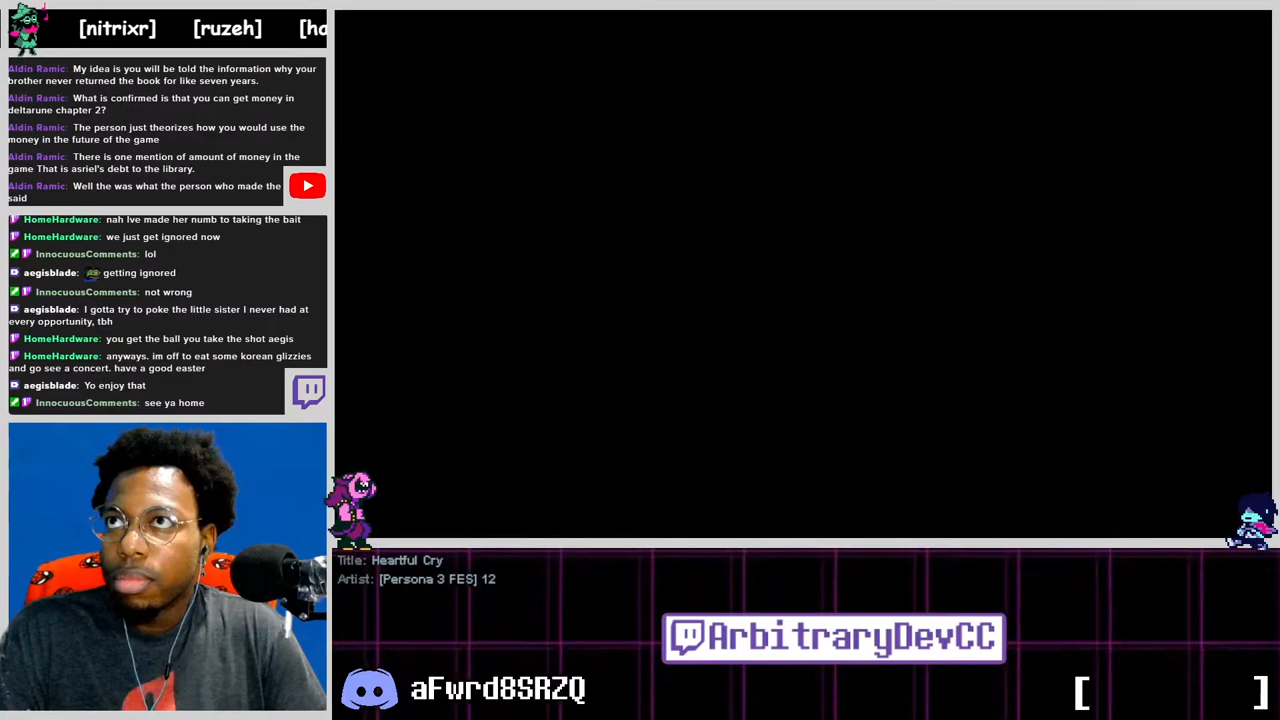 [nitrixr] [ruzeh] [ha
Aldin Ramic: My idea is you will be told the information why your
brother never returned the book for like seven years.
Aldin Ramic: What is confirmed is that you can get money in
deltarune chapter 2?
Aldin Ramic: The person just theorizes how you would use the
money in the future of the game
Aldin Ramic: There is one mention of amount of money in the
game That is asriel's debt to the library.
Aldin Ramic: Well the was what the person who made the
said
HomeHardware: nah Ive made her numb to taking the bait
HomeHardware: we just get ignored now
InnocuousComments: lol
aegisblade: getting ignored
InnocuousComments: not wrong
aegisblade: I gotta try to poke the little sister I never had at
every opportunity, tbh
HomeHardware: you get the ball you take the shot aegis
HomeHardware: anyways. im off to eat some korean glizzies
and go see a concert. have a good easter
aegisblade: Yo enjoy that
InnocuousComments: see ya home
Title: Heartful Cry
Artist: [Persona 3 FES] 12
ArbitraryDevCC
aFwrd8SRZQ
[ ]